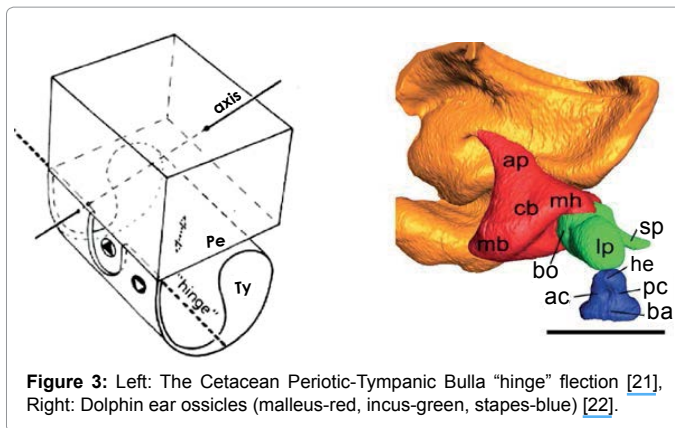 axis
Pe
"hinge"
Ty
ap
cb
mh
mb
bo
lp
sp
he
ac
pc
ba
Figure 3: Left: The Cetacean Periotic-Tympanic Bulla “hinge” flection [21],
Right: Dolphin ear ossicles (malleus-red, incus-green, stapes-blue) [22].